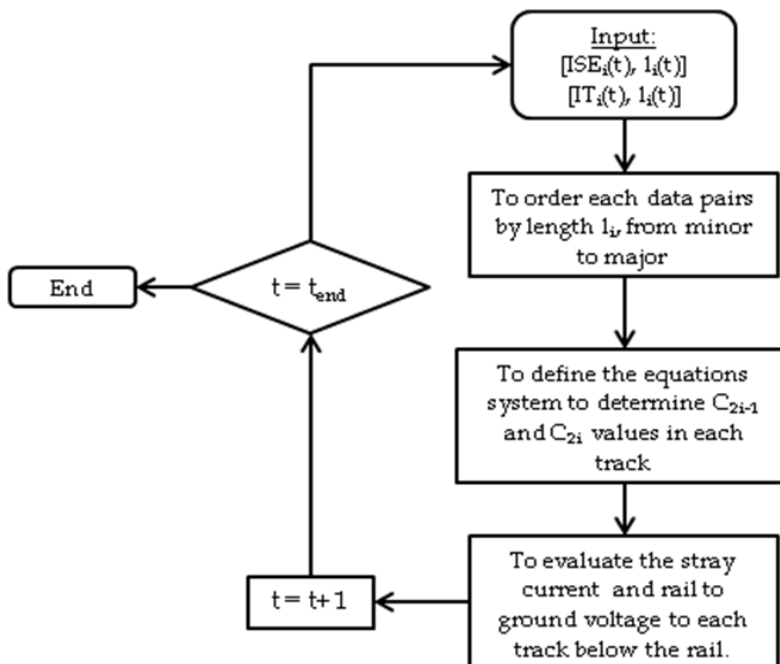 Input:
[ISEᵢ(t), lᵢ(t)]
[ITᵢ(t), lᵢ(t)]
To order each data pairs
by length lᵢ, from minor
to major
To define the equations
system to determine C₂ᵢ₋₁
and C₂ᵢ values in each
track
To evaluate the stray
current and rail to
ground voltage to each
track below the rail.
t = t+1
t = tₑₙd
End